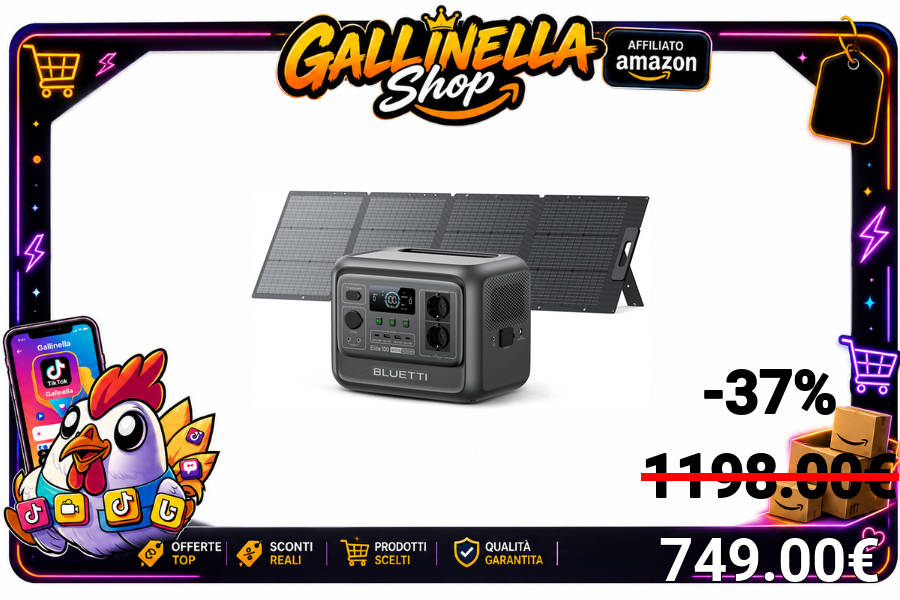 GALLINELLA
Shop
AFFILIATO
amazon
Gallinella
TikTok
Gallinella
Elite 100
BLUETTI
-37%
1198.00€
749.00€
OFFERTE
TOP
SCONTI
REALI
PRODOTTI
SCELTI
QUALITÀ
GARANTITA